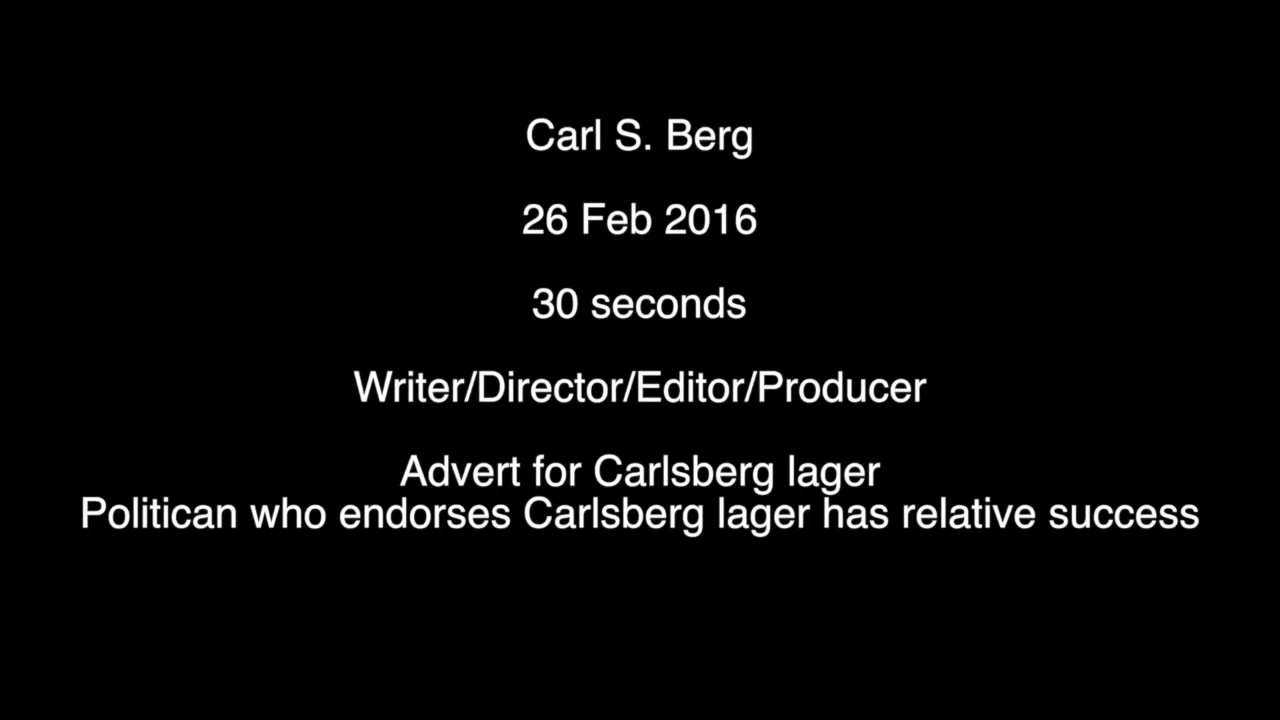 Carl S. Berg
26 Feb 2016
30 seconds
Writer/Director/Editor/Producer
Advert for Carlsberg lager
Politican who endorses Carlsberg lager has relative success